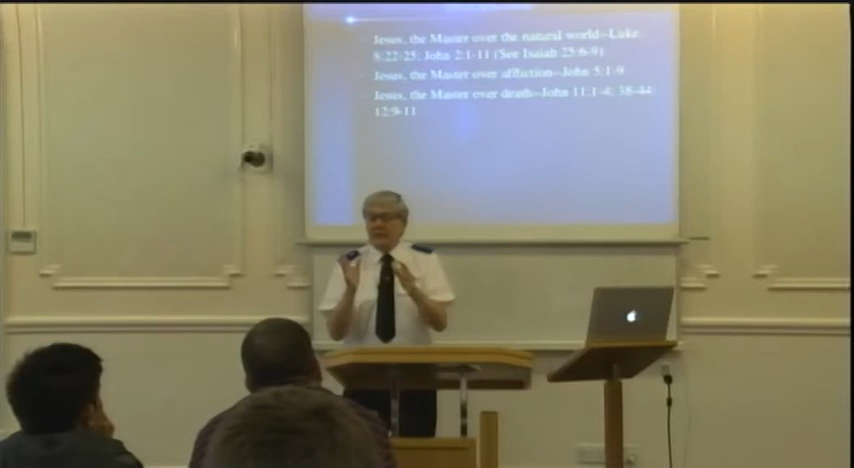 Jesus, the Master over the natural world--Luke
8:22-25; John 2:1-11 (See Isaiah 25:6-9)
Jesus, the Master over affliction--John 5:1-9
Jesus, the Master over death--John 11:1-4; 38-44;
12:9-11